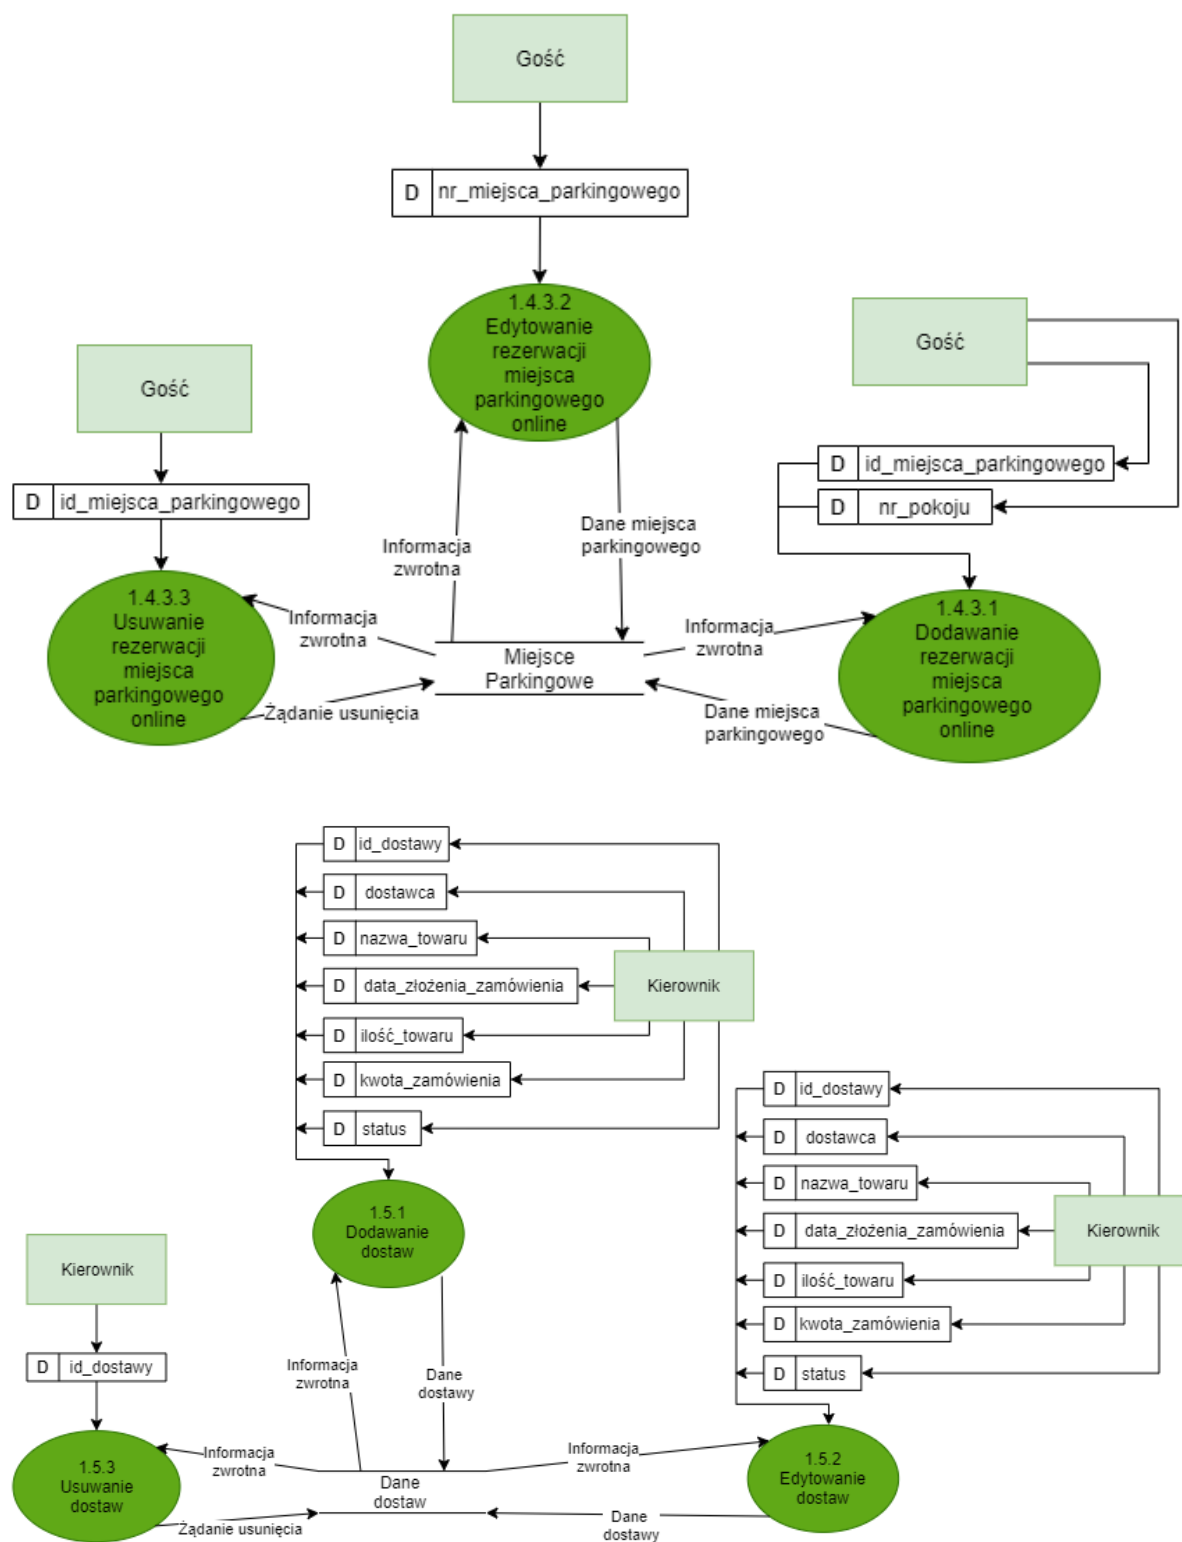 Gość
D nr_miejsca_parkingowego
1.4.3.2
Edytowanie
rezerwacji
miejsca
parkingowego
online
Gość
Gość
D id_miejsca_parkingowego
D nr_pokoju
D id_miejsca_parkingowego
Informacja
zwrotna
Dane miejsca
parkingowego
1.4.3.3
Usuwanie
rezerwacji
miejsca
parkingowego
online
Informacja
zwrotna
Żądanie usunięcia
Miejsce
Parkingowe
Informacja
zwrotna
Dane miejsca
parkingowego
1.4.3.1
Dodawanie
rezerwacji
miejsca
parkingowego
online
D id_dostawy
D dostawca
D nazwa_towaru
D data_złożenia_zamówienia
D ilość_towaru
D kwota_zamówienia
D status
Kierownik
1.5.1
Dodawanie
dostaw
D id_dostawy
D dostawca
D nazwa_towaru
D data_złożenia_zamówienia
D ilość_towaru
D kwota_zamówienia
D status
Kierownik
Kierownik
D id_dostawy
Informacja
zwrotna
Dane
dostawy
1.5.3
Usuwanie
dostaw
Informacja
zwrotna
Żądanie usunięcia
Dane
dostaw
Informacja
zwrotna
Dane
dostawy
1.5.2
Edytowanie
dostaw